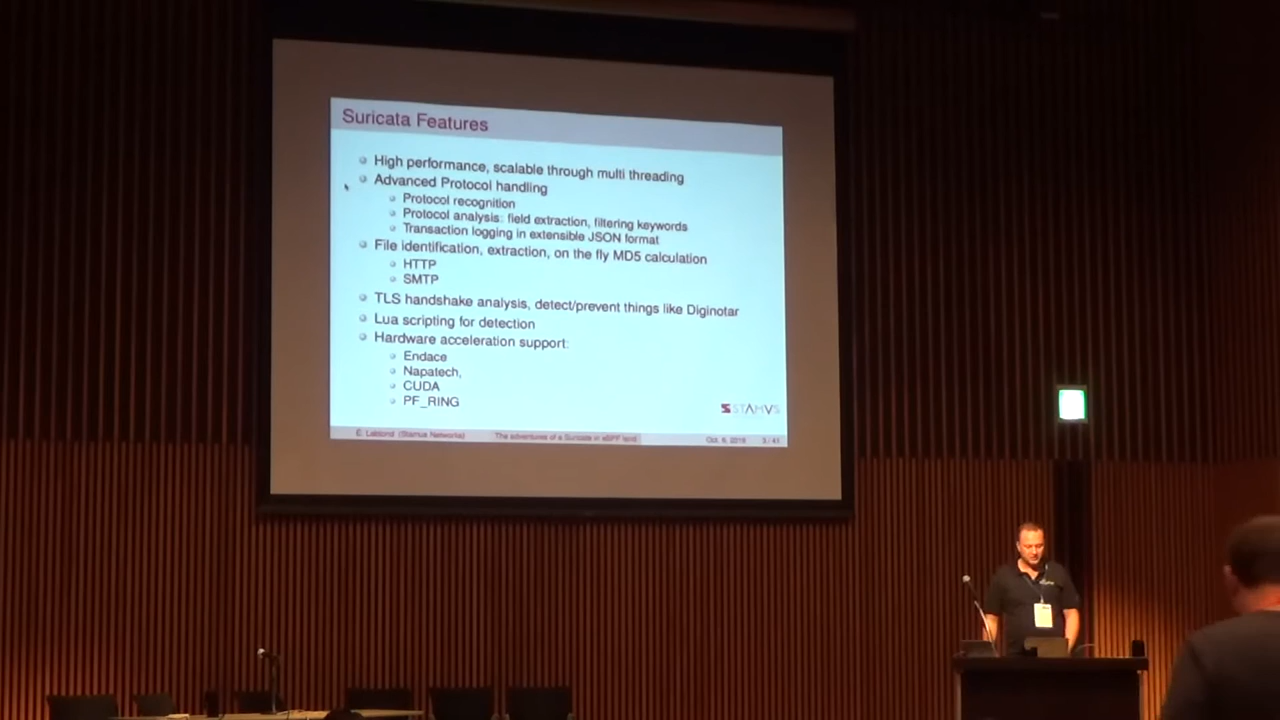 Suricata Features
High performance, scalable through multi threading
Advanced Protocol handling
Protocol recognition
Protocol analysis: field extraction, filtering keywords
Transaction logging in extensible JSON format
File identification, extraction, on the fly MD5 calculation
HTTP
SMTP
TLS handshake analysis, detect/prevent things like Diginotar
Lua scripting for detection
Hardware acceleration support:
Endace
Napatech,
CUDA
PF_RING
STAMVS
(Stamus Networks)
The adventures of a Suricata in eBPF land